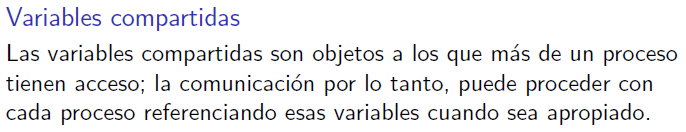 Variables compartidas
Las variables compartidas son objetos a los que más de un proceso
tienen acceso; la comunicación por lo tanto, puede proceder con
cada proceso referenciando esas variables cuando sea apropiado.